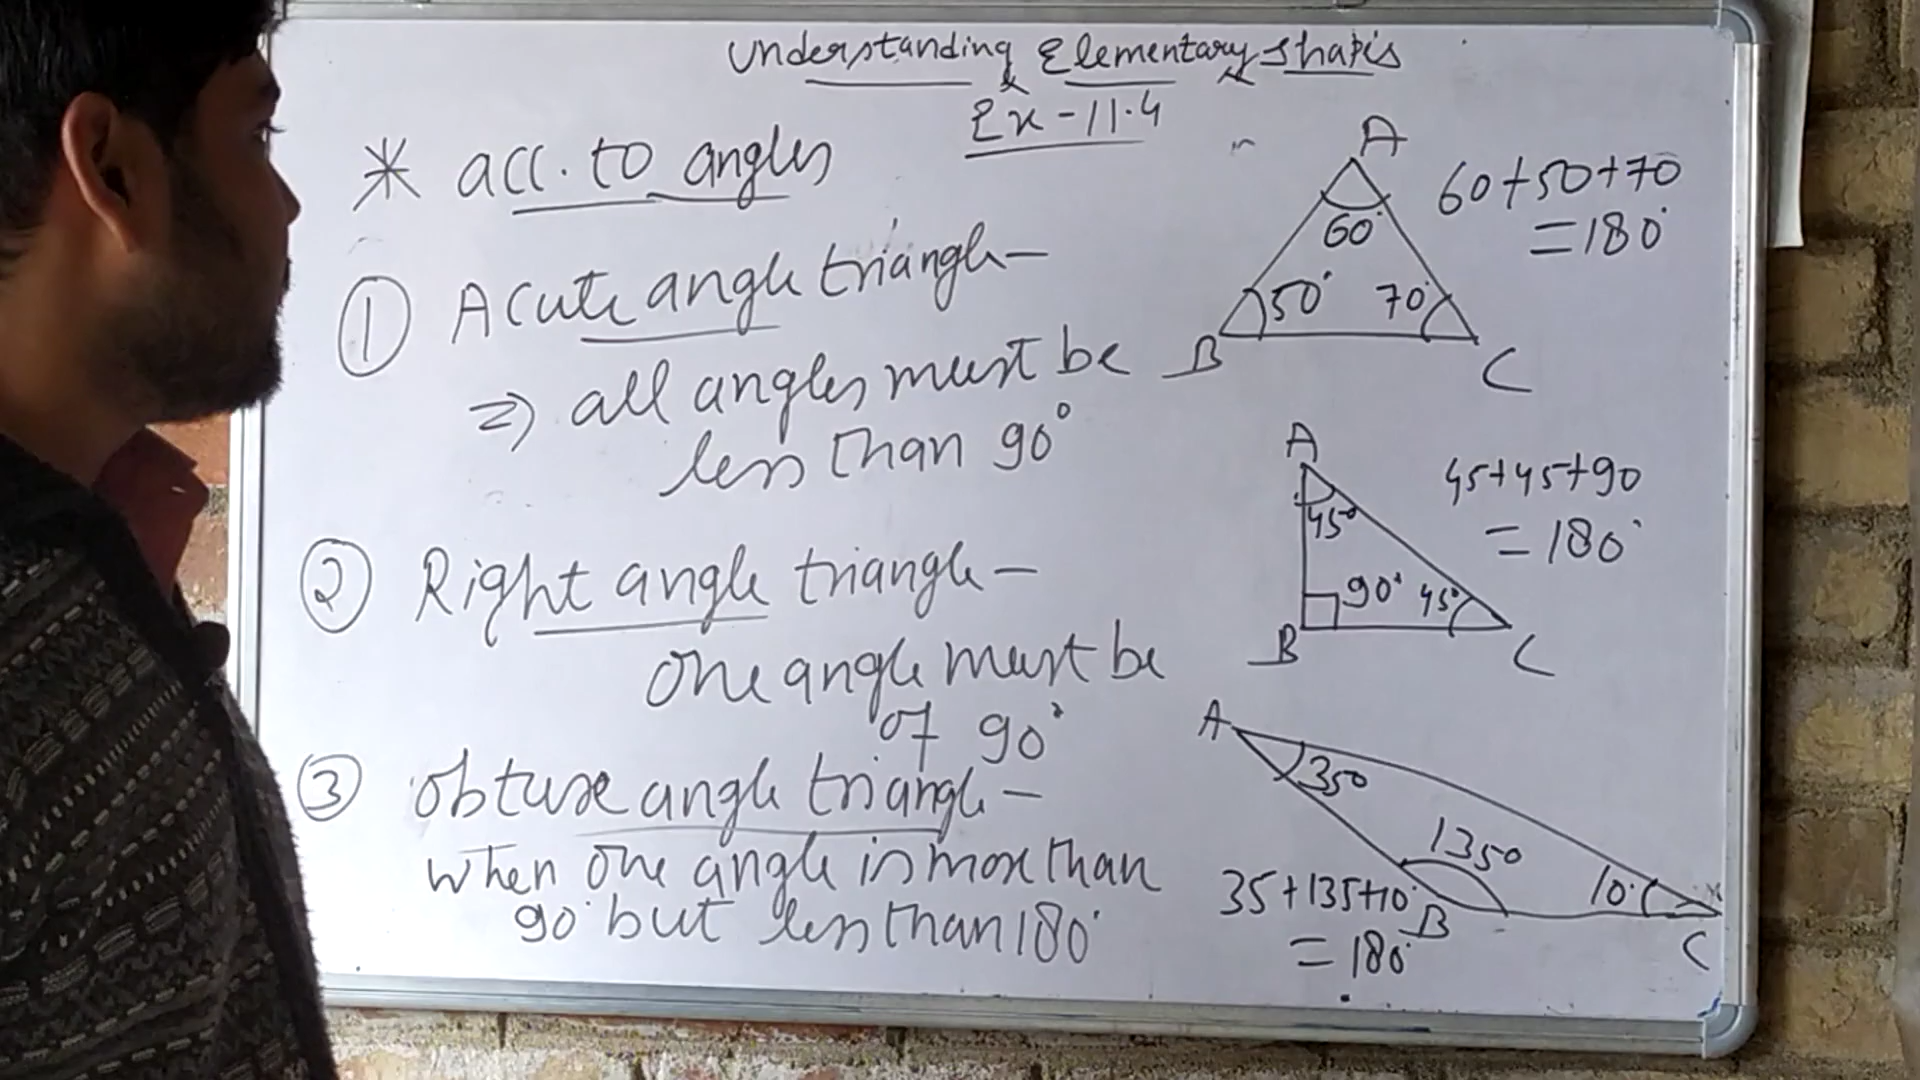 Understanding Elementary Shapes
Ex-11.4
* acc. to angles
① Acute angle triangle-
⇒ all angles must be
less than 90°
② Right angle triangle-
one angle must be
of 90°
③ obtuse angle triangle-
when one angle is more than
90° but less than 180°
A
60°
50° 70°
B C
60+50+70
=180°
A
45°
90° 45°
B C
45+45+90
=180°
A
35°
135°
10°
B C
35+135+10°
=180°